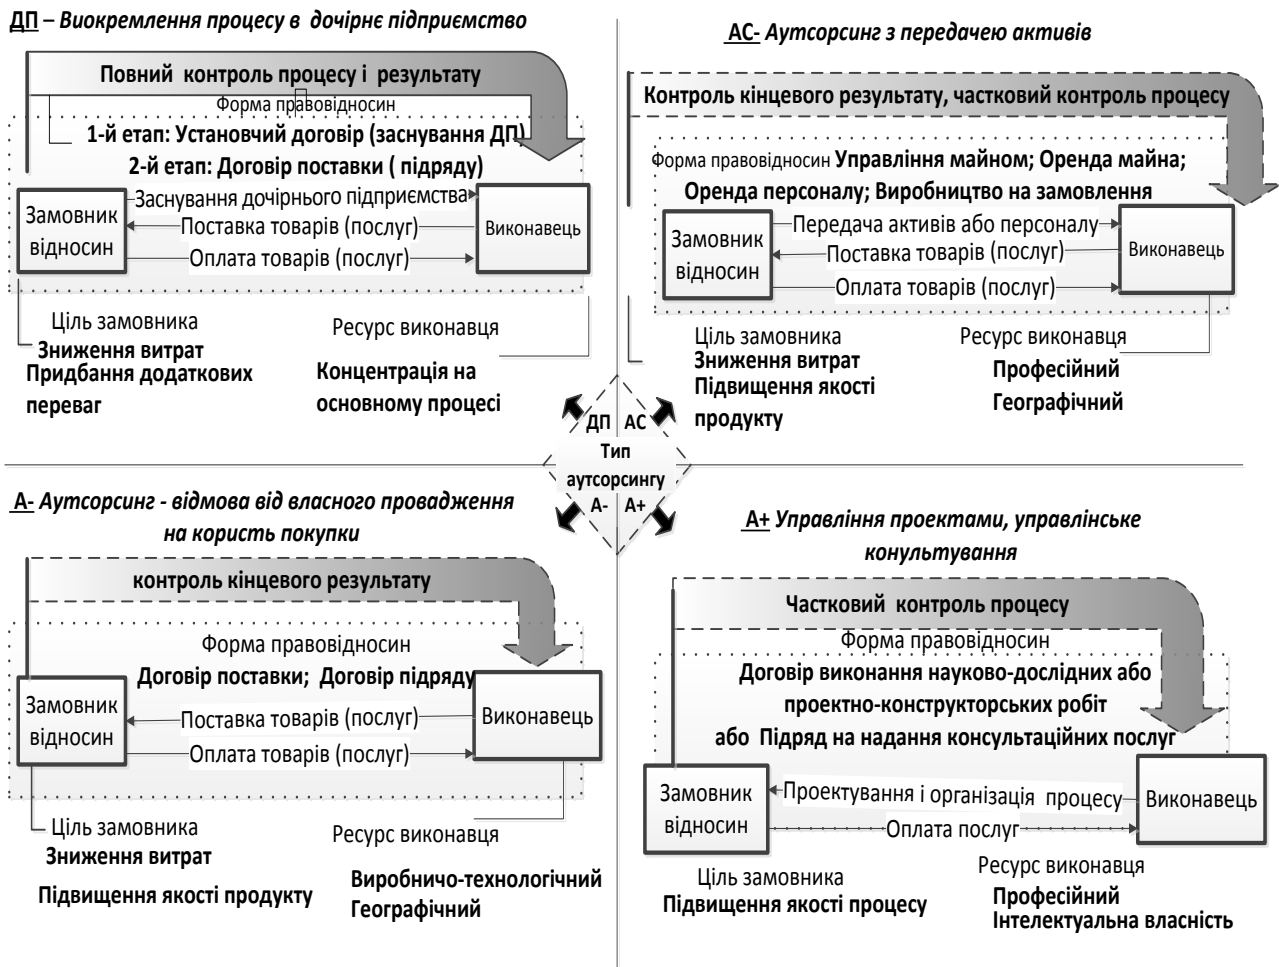 ДП – Виокремлення процесу в дочірнє підприємство
Повний контроль процесу і результату
Форма правовідносин
1-й етап: Установчий договір (заснування ДП)
2-й етап: Договір поставки ( підряду)
Замовник
відносин
Заснування дочірнього підприємства
Поставка товарів (послуг)
Оплата товарів (послуг)
Виконавець
Ціль замовника
Зниження витрат
Придбання додаткових
переваг
Ресурс виконавця
Концентрація на
основному процесі
АС- Аутсорсинг з передачею активів
Контроль кінцевого результату, частковий контроль процесу
Форма правовідносин Управління майном; Оренда майна;
Оренда персоналу; Виробництво на замовлення
Замовник
відносин
Передача активів або персоналу
Поставка товарів (послуг)
Оплата товарів (послуг)
Виконавець
Ціль замовника
Зниження витрат
Підвищення якості
продукту
Ресурс виконавця
Професійний
Географічний
ДП АС
Тип
аутсорсингу
А- А+
А- Аутсорсинг - відмова від власного провадження
на користь покупки
контроль кінцевого результату
Форма правовідносин
Договір поставки; Договір підряду
Замовник
відносин
Поставка товарів (послуг)
Оплата товарів (послуг)
Виконавець
Ціль замовника
Зниження витрат
Підвищення якості продукту
Ресурс виконавця
Виробничо-технологічний
Географічний
А+ Управління проектами, управлінське
конультування
Частковий контроль процесу
Форма правовідносин
Договір виконання науково-дослідних або
проектно-конструкторських робіт
або Підряд на надання консультаційних послуг
Замовник
відносин
Проектування і організація процесу
Оплата послуг
Виконавець
Ціль замовника
Підвищення якості процесу
Ресурс виконавця
Професійний
Інтелектуальна власність